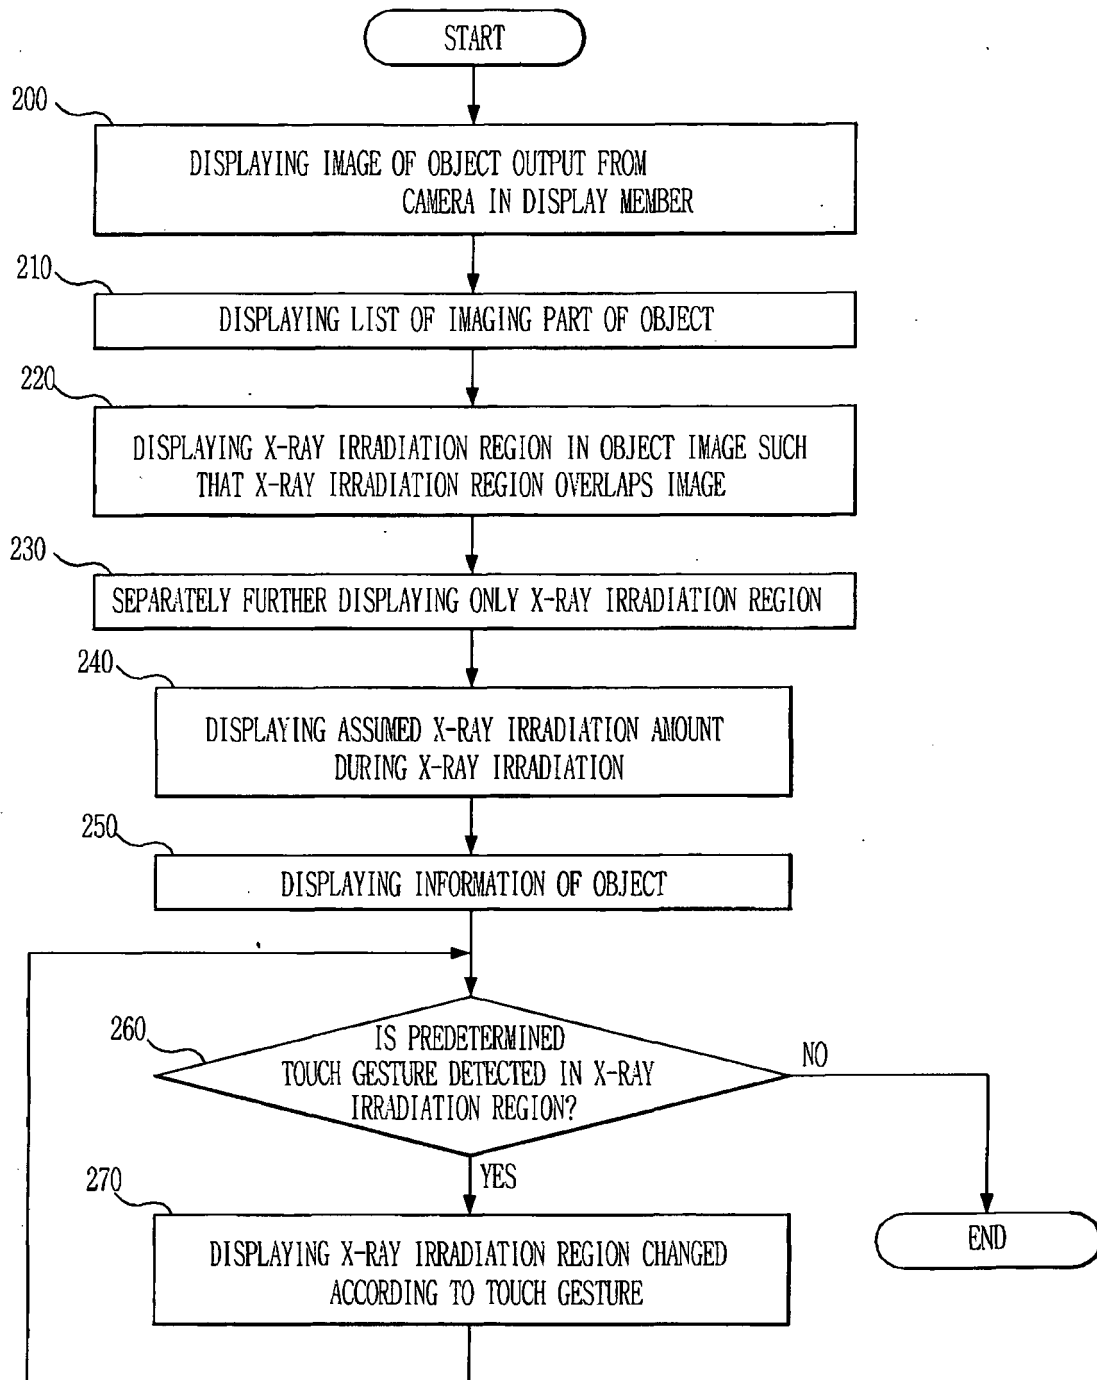 START
200
DISPLAYING IMAGE OF OBJECT OUTPUT FROM
CAMERA IN DISPLAY MEMBER
210
DISPLAYING LIST OF IMAGING PART OF OBJECT
220
DISPLAYING X-RAY IRRADIATION REGION IN OBJECT IMAGE SUCH
THAT X-RAY IRRADIATION REGION OVERLAPS IMAGE
230
SEPARATELY FURTHER DISPLAYING ONLY X-RAY IRRADIATION REGION
240
DISPLAYING ASSUMED X-RAY IRRADIATION AMOUNT
DURING X-RAY IRRADIATION
250
DISPLAYING INFORMATION OF OBJECT
260
IS PREDETERMINED
TOUCH GESTURE DETECTED IN X-RAY
IRRADIATION REGION?
NO
YES
270
DISPLAYING X-RAY IRRADIATION REGION CHANGED
ACCORDING TO TOUCH GESTURE
END